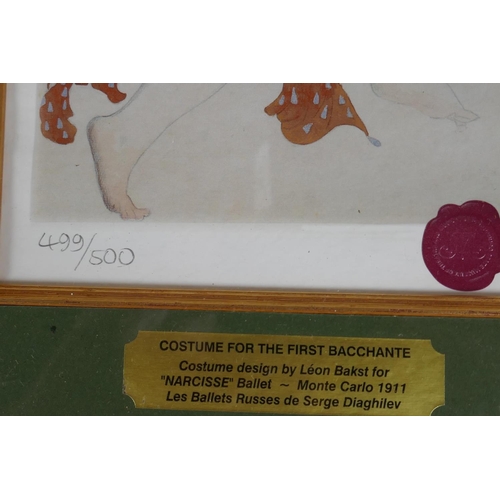 499/500
COSTUME FOR THE FIRST BACCHANTE
Costume design by Léon Bakst for
"NARCISSE" Ballet ~ Monte Carlo 1911
Les Ballets Russes de Serge Diaghilev